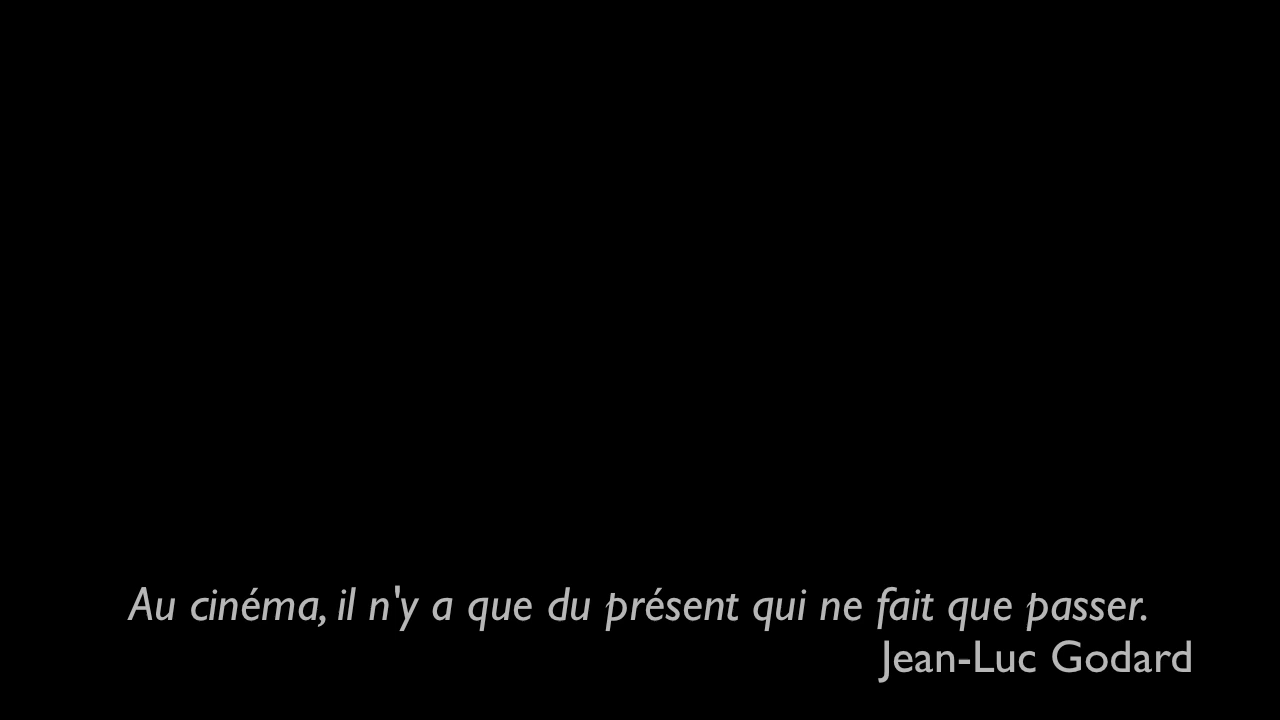 Au cinéma, il n'y a que du présent qui ne fait que passer.
Jean-Luc Godard